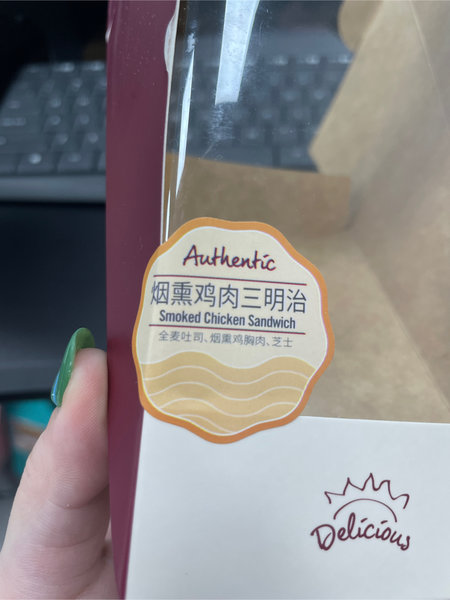 Authentic
烟熏鸡肉三明治
Smoked Chicken Sandwich
全麦吐司、烟熏鸡胸肉、芝士
Delicious